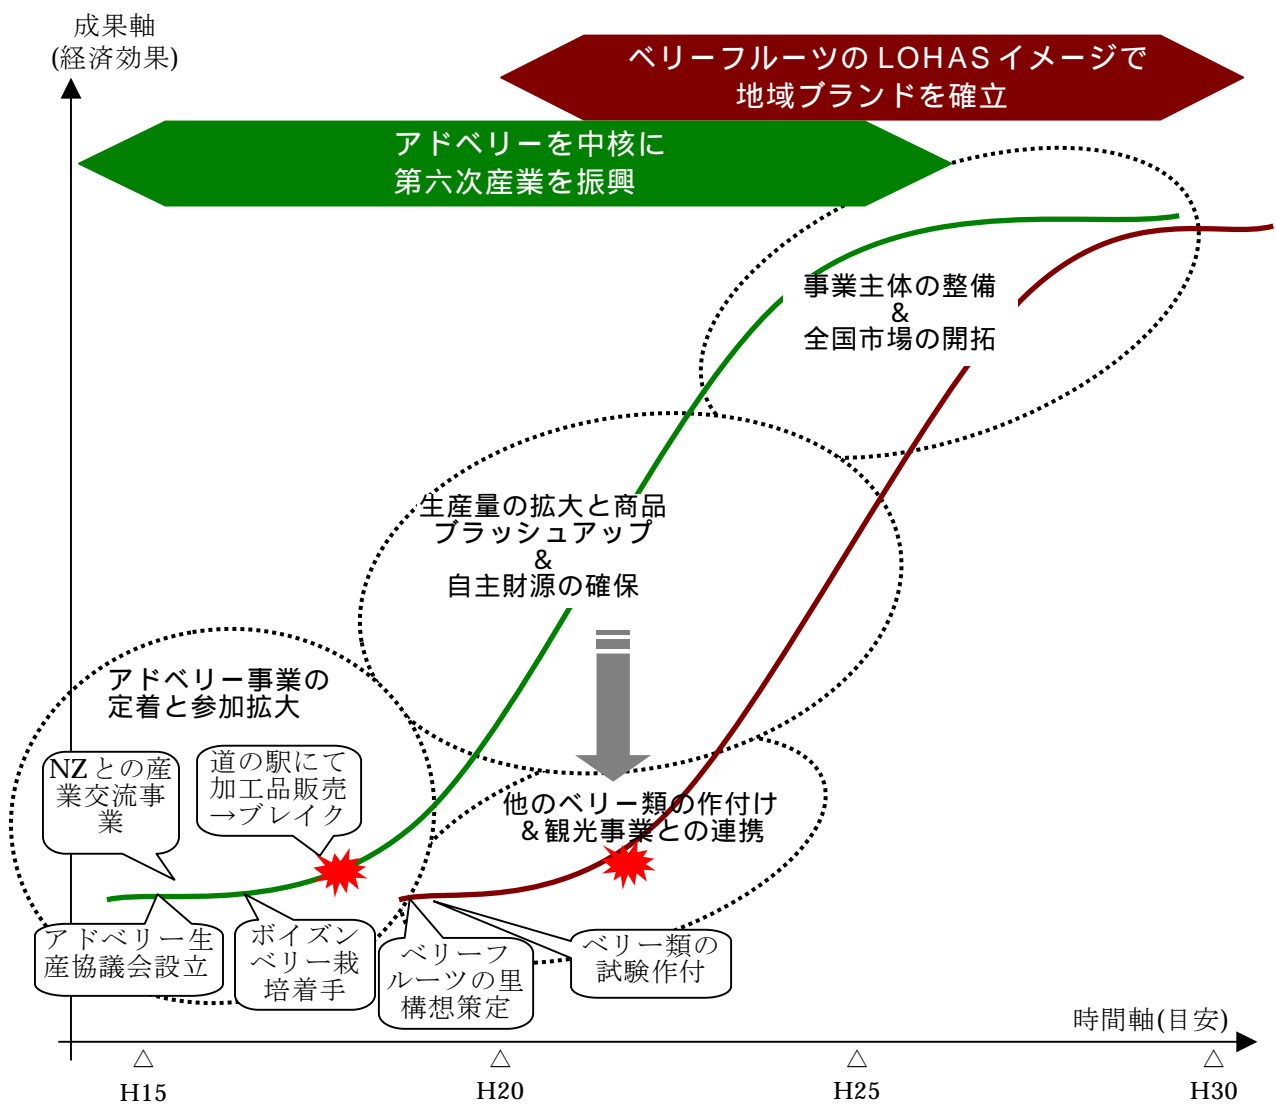 成果軸
(経済効果)
ベリーフルーツの LOHAS イメージで
地域ブランドを確立
アドベリーを中核に
第六次産業を振興
事業主体の整備
&
全国市場の開拓
生産量の拡大と商品
ブラッシュアップ
&
自主財源の確保
アドベリー事業の
定着と参加拡大
NZ との産
業交流事
業
道の駅にて
加工品販売
→ブレイク
他のベリー類の作付け
&観光事業との連携
アドベリー生
産協議会設立
ボイズン
ベリー栽
培着手
ベリーフ
ルーツの里
構想策定
ベリー類の
試験作付
時間軸(目安)
△ △ △ △
H15 H20 H25 H30